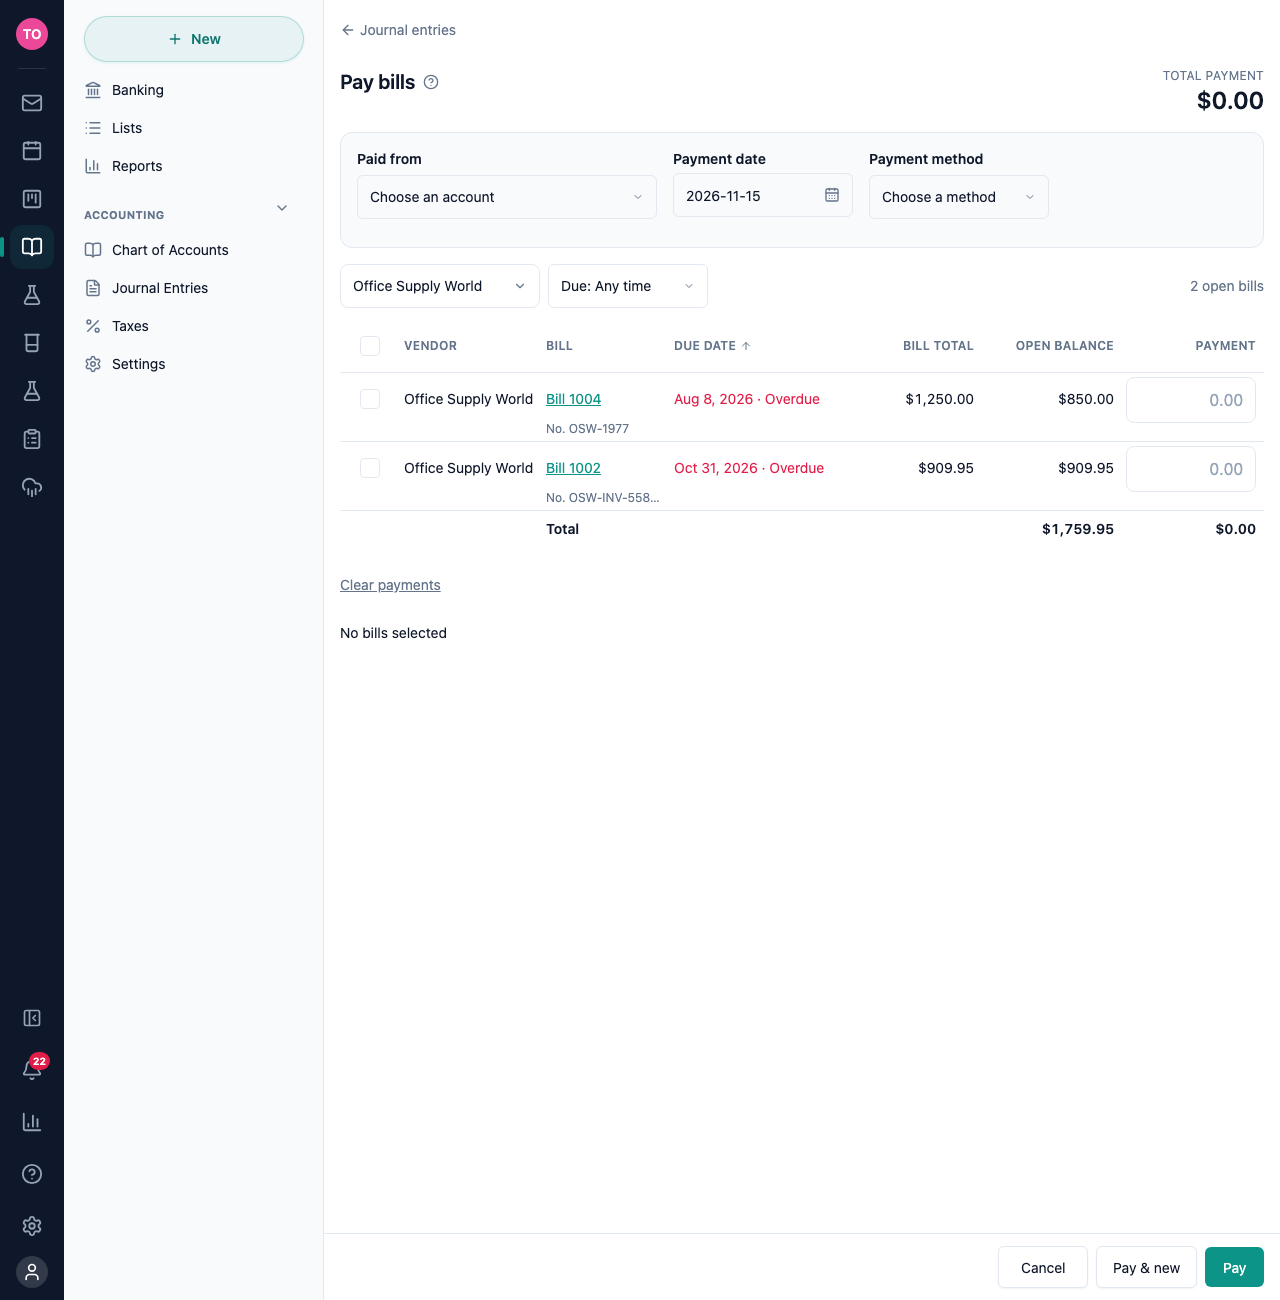 TO
New
Banking
Lists
Reports
ACCOUNTING
Chart of Accounts
Journal Entries
Taxes
Settings
22
Journal entries
Pay bills
TOTAL PAYMENT
$0.00
Paid from
Payment date
Payment method
Choose an account
2026-11-15
Choose a method
Office Supply World
Due: Any time
2 open bills
VENDOR BILL DUE DATE BILL TOTAL OPEN BALANCE PAYMENT
Office Supply World Bill 1004 Aug 8, 2026 · Overdue $1,250.00 $850.00 0.00
No. OSW-1977
Office Supply World Bill 1002 Oct 31, 2026 · Overdue $909.95 $909.95 0.00
No. OSW-INV-558...
Total $1,759.95 $0.00
Clear payments
No bills selected
Cancel
Pay & new
Pay